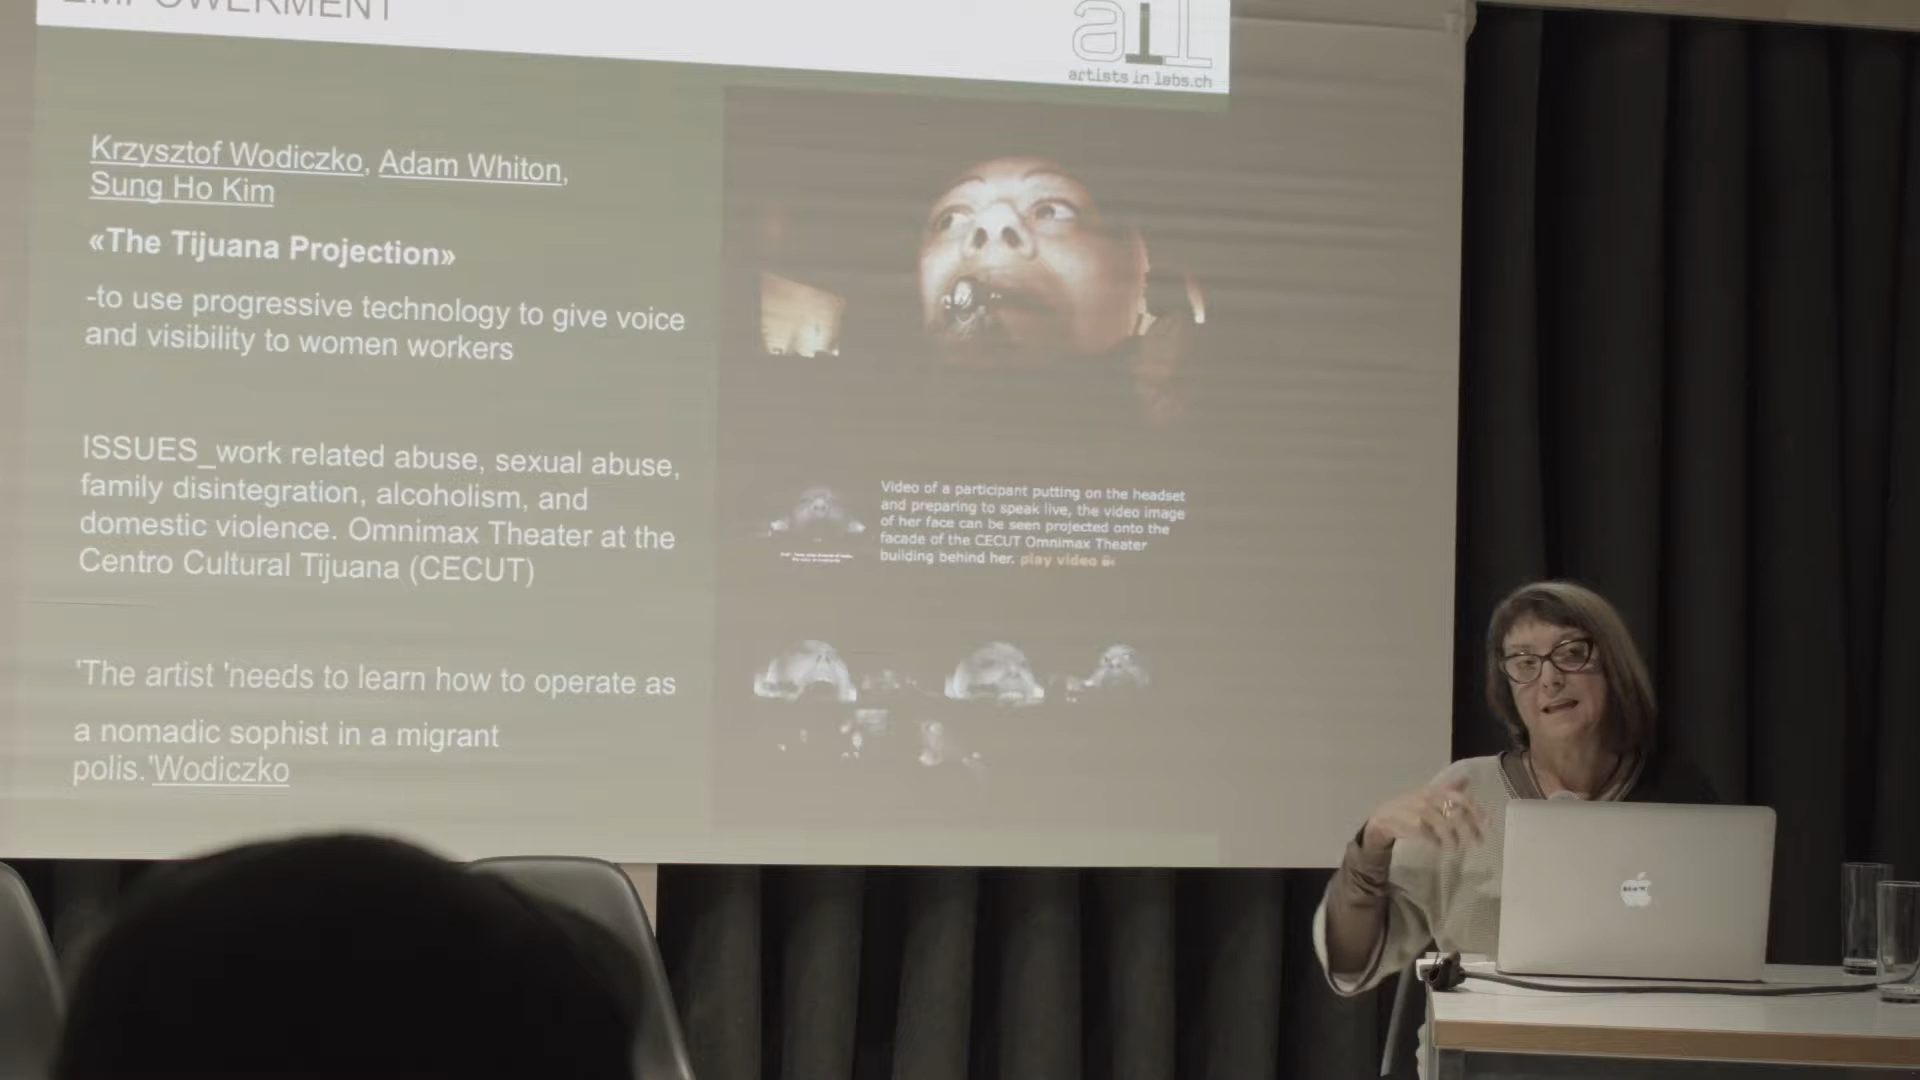 EMPOWERMENT
ail
artists in labs.ch
Krzysztof Wodiczko, Adam Whiton,
Sung Ho Kim
«The Tijuana Projection»
-to use progressive technology to give voice
and visibility to women workers
ISSUES_work related abuse, sexual abuse,
family disintegration, alcoholism, and
domestic violence. Omnimax Theater at the
Centro Cultural Tijuana (CECUT)
'The artist 'needs to learn how to operate as
a nomadic sophist in a migrant
polis.'Wodiczko
Video of a participant putting on the headset
and preparing to speak live, the video image
of her face can be seen projected onto the
facade of the CECUT Omnimax Theater
building behind her. play video